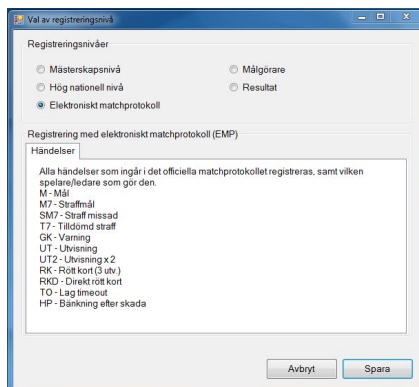 Val av registreringsnivå
Registreringsnivåer
Mästerskapsnivå
Målgörare
Hög nationell nivå
Resultat
Elektroniskt matchprotokoll
Registrering med elektroniskt matchprotokoll (EMP)
Händelser
Alla händelser som ingår i det officiella matchprotokollet registreras, samt vilken
spelare/ledare som gör den.
M - Mål
M7 - Straffmål
SM7 - Straff missad
T7 - Tilldömd straff
GK - Varning
UT - Utvisning
UT2 - Utvisning x 2
RK - Rött kort (3 utv.)
RKD - Direkt rött kort
TO - Lag timeout
HP - Bänkning efter skada
Avbryt
Spara